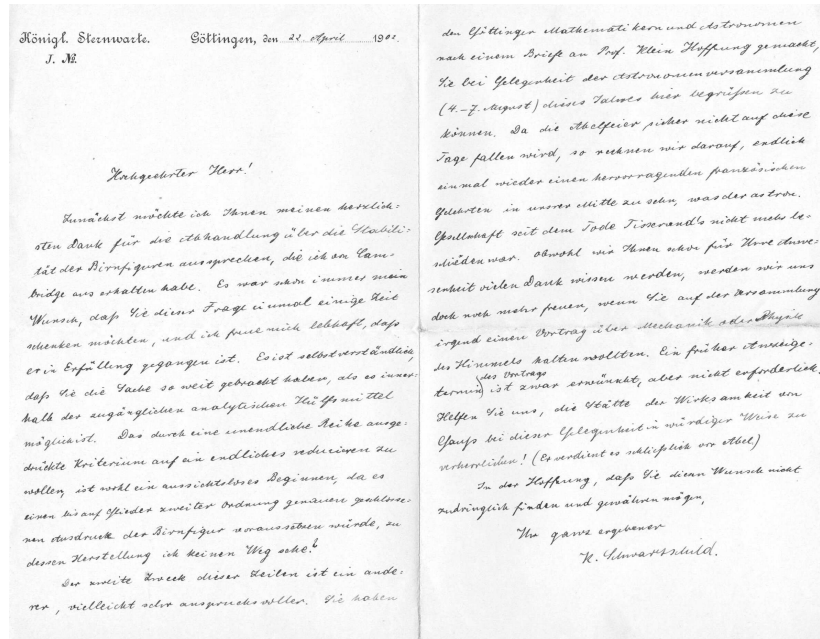 Königl. Sternwarte.
Göttingen, den 22 April 1902.
J. №.
Hochgeehrter Herr!
Zunächst möchte ich Ihnen meinen herzlich-
sten Dank für die Abhandlung über die Stabili-
tät der Birnfiguren aussprechen, die ich von Cam-
bridge aus erhalten habe. Es war schon immer mein
Wunsch, daß Sie dieser Frage einmal einige Zeit
schenken möchten, und ich freue mich lebhaft, daß
er in Erfüllung gegangen ist. Es ist selbstverständlich,
daß Sie die Sache so weit gebracht haben, als es inner-
halb der zugänglichen analytischen Hülfsmittel
möglich ist. Das durch eine unendliche Reihe ausge-
drückte Kriterium auf ein endliches reducieren zu
wollen, ist wohl ein aussichtsloses Beginnen, da es
einen bis auf Glieder zweiter Ordnung genauen geschlosse-
nen Ausdruck der Birnfigur voraussetzen würde, zu
dessen Herstellung ich keinen Weg sehe.
Der zweite Zweck dieser Zeilen ist ein ande-
rer, vielleicht sehr anspruchsvoller. Sie haben
den Göttinger Mathematikern und Astronomen
nach einem Briefe an Prof. Klein Hoffnung gemacht,
Sie bei Gelegenheit der Astronomenversammlung
(4.–7. August) dieses Jahres hier begrüßen zu
können. Da die Abelfeier sicher nicht auf diese
Tage fallen wird, so rechnen wir darauf, endlich
einmal wieder einen hervorragenden französischen
Gelehrten in unsrer Mitte zu sehn, was der astron.
Gesellschaft seit dem Tode Tisserand's nicht mehr be-
schieden war. Obwohl wir Ihnen schon für Ihre Anwe-
senheit vielen Dank wissen werden, werden wir uns
doch noch mehr freuen, wenn Sie auf der Versammlung
irgend einen Vortrag über Mechanik oder Physik
des Himmels halten wollten. Ein früher Anzeige-
termin des Vortrags ist zwar erwünscht, aber nicht erforderlich.
Helfen Sie uns, die Stätte der Wirksamkeit von
Gauß bei dieser Gelegenheit in würdiger Weise zu
verherrlichen! (Er verdient es schließlich vor Abel)
In der Hoffnung, daß Sie diesen Wunsch nicht
zudringlich finden und gewähren mögen,
Ihr ganz ergebener
K. Schwarzschild.